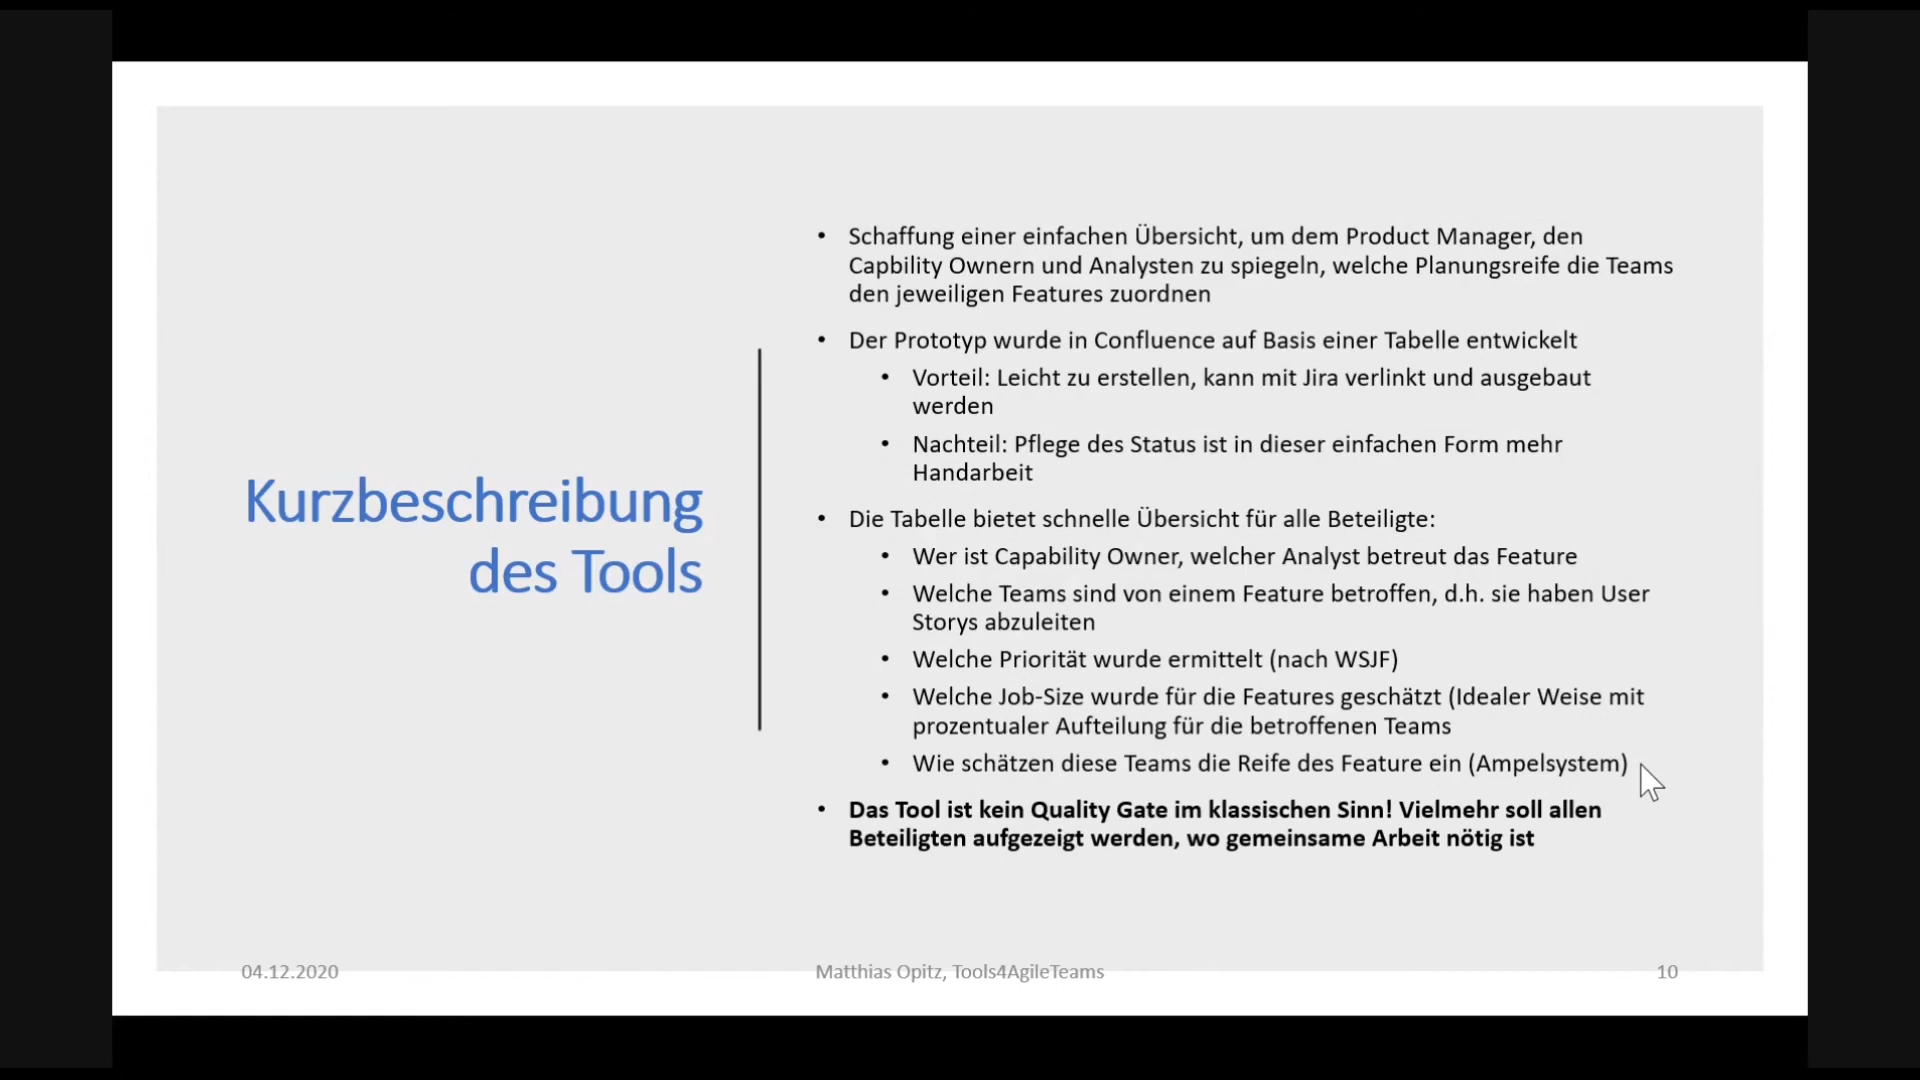 Kurzbeschreibung
des Tools
• Schaffung einer einfachen Übersicht, um dem Product Manager, den
Capbility Ownern und Analysten zu spiegeln, welche Planungsreife die Teams
den jeweiligen Features zuordnen
• Der Prototyp wurde in Confluence auf Basis einer Tabelle entwickelt
• Vorteil: Leicht zu erstellen, kann mit Jira verlinkt und ausgebaut
werden
• Nachteil: Pflege des Status ist in dieser einfachen Form mehr
Handarbeit
• Die Tabelle bietet schnelle Übersicht für alle Beteiligte:
• Wer ist Capability Owner, welcher Analyst betreut das Feature
• Welche Teams sind von einem Feature betroffen, d.h. sie haben User
Storys abzuleiten
• Welche Priorität wurde ermittelt (nach WSJF)
• Welche Job-Size wurde für die Features geschätzt (Idealer Weise mit
prozentualer Aufteilung für die betroffenen Teams
• Wie schätzen diese Teams die Reife des Feature ein (Ampelsystem)
• Das Tool ist kein Quality Gate im klassischen Sinn! Vielmehr soll allen
Beteiligten aufgezeigt werden, wo gemeinsame Arbeit nötig ist
04.12.2020
Matthias Opitz, Tools4AgileTeams
10